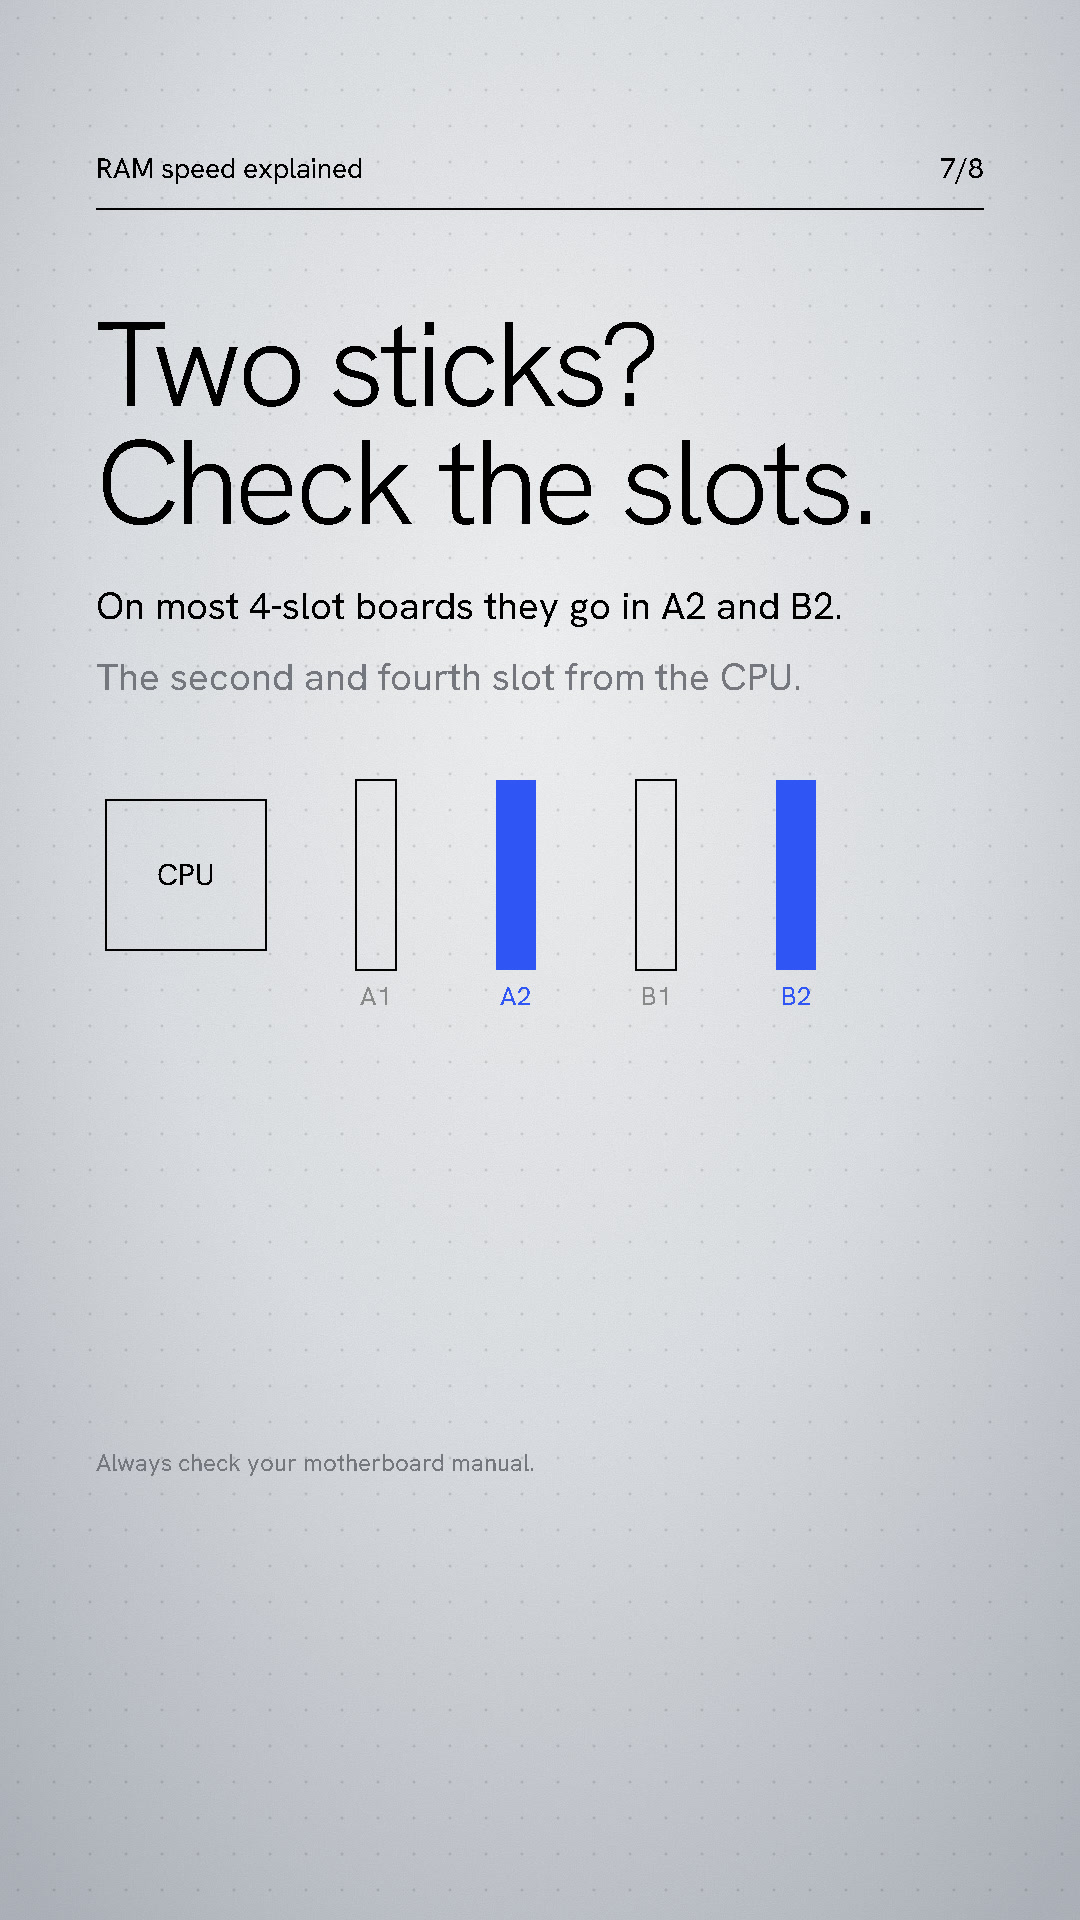 RAM speed explained
7/8
Two sticks?
Check the slots.
On most 4-slot boards they go in A2 and B2.
The second and fourth slot from the CPU.
CPU
A1
A2
B1
B2
Always check your motherboard manual.